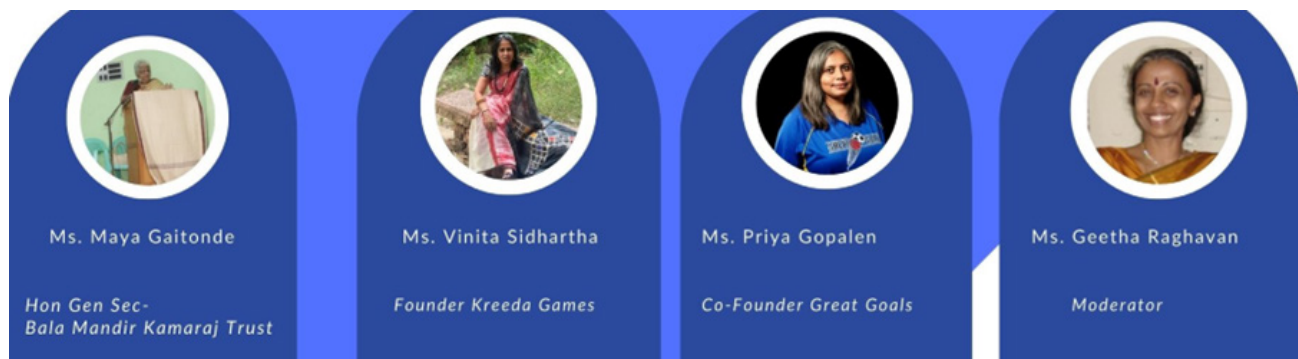 Ms. Maya Gaitonde
Hon Gen Sec-
Bala Mandir Kamaraj Trust
Ms. Vinita Sidhartha
Founder Kreeda Games
Ms. Priya Gopalen
Co-Founder Great Goals
Ms. Geetha Raghavan
Moderator